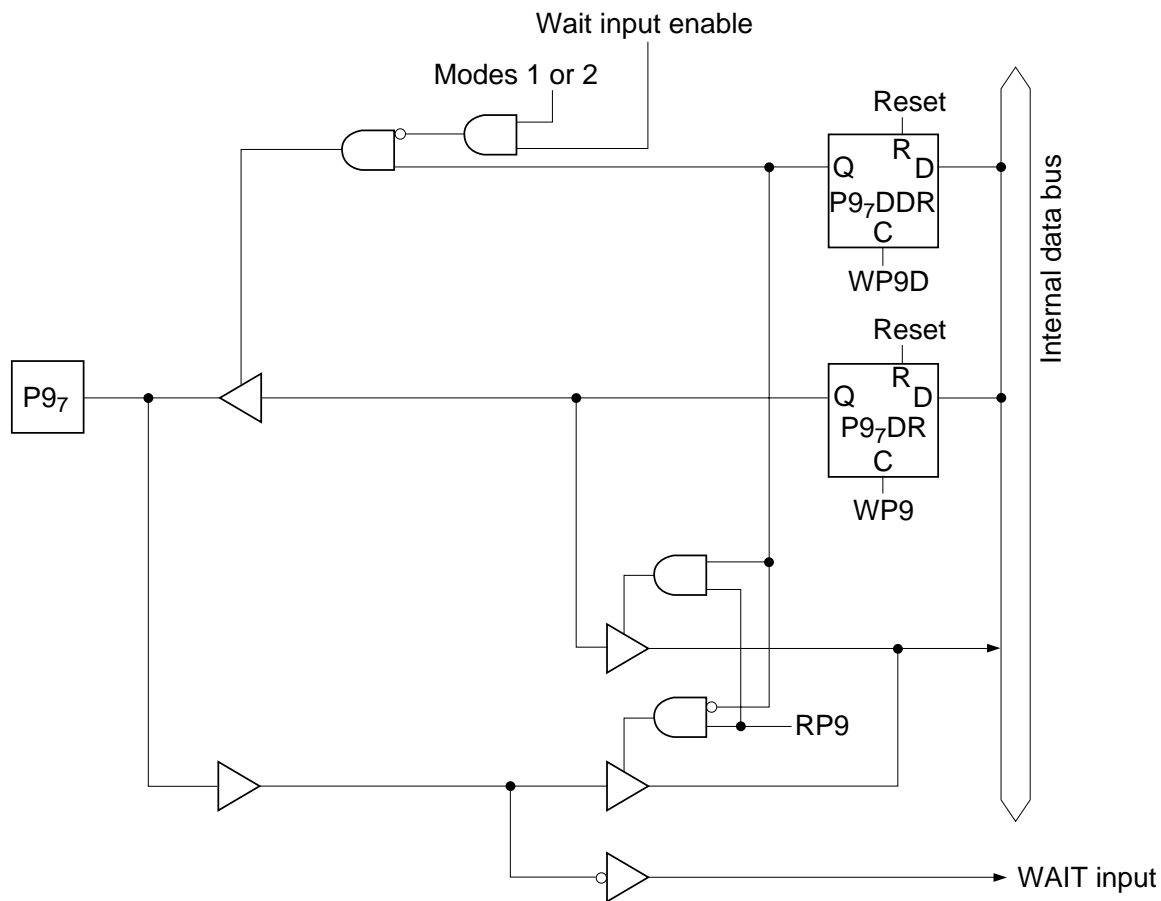 Wait input enable
Modes 1 or 2
Reset
R
Q
D
P9₇DDR
C
WP9D
Internal data bus
Reset
R
P9₇
Q
D
P9₇DR
C
WP9
RP9
WAIT input